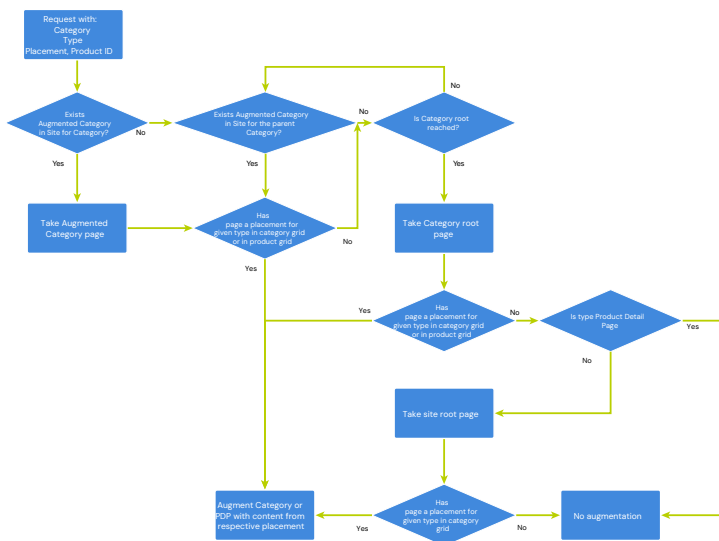 Request with:
Category
Type
Placement, Product ID
Exists
Augmented Category
in Site for Category?
No
Exists Augmented Category
in Site for the parent
Category?
No
Is Category root
reached?
No
Yes
Yes
Yes
Take Augmented
Category page
Has
page a placement for
given type in category grid
or in product grid
No
Yes
Take Category root
page
Has
page a placement for
given type in category grid
or in product grid
Yes
No
Is type Product Detail
Page
Yes
No
Take site root page
Has
page a placement for
given type in category
grid
Yes
No
Augment Category or
PDP with content from
respective placement
No augmentation